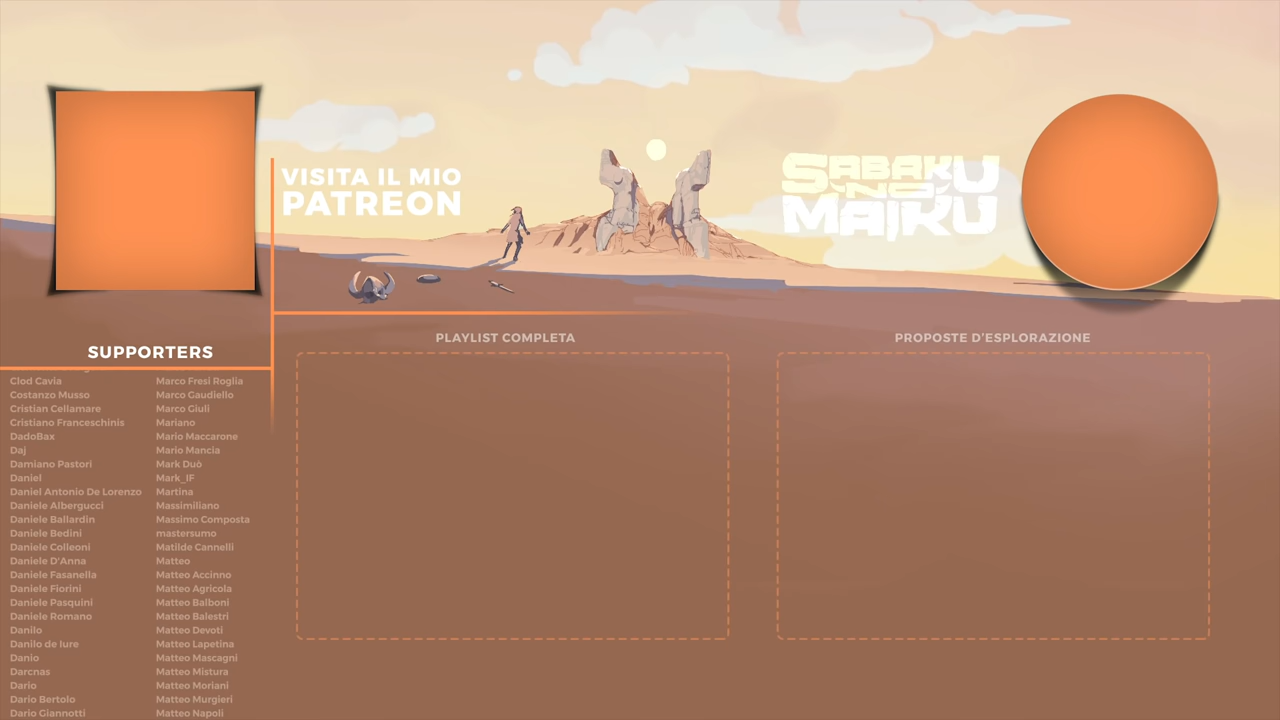 VISITA IL MIO
PATREON
SABAKU
NO
MAIKU
SUPPORTERS
PLAYLIST COMPLETA
PROPOSTE D'ESPLORAZIONE
Clod Cavia
Costanzo Musso
Cristian Cellamare
Cristiano Franceschinis
DadoBax
Daj
Damiano Pastori
Daniel
Daniel Antonio De Lorenzo
Daniele Albergucci
Daniele Ballardin
Daniele Bedini
Daniele Colleoni
Daniele D'Anna
Daniele Fasanella
Daniele Fiorini
Daniele Pasquini
Daniele Romano
Danilo
Danilo de Iure
Danio
Darcnas
Dario
Dario Bertolo
Dario Giannotti
Marco Fresi Roglia
Marco Gaudiello
Marco Giuli
Mariano
Mario Maccarone
Mario Mancia
Mark Duò
Mark_IF
Martina
Massimiliano
Massimo Composta
mastersumo
Matilde Cannelli
Matteo
Matteo Accinno
Matteo Agricola
Matteo Balboni
Matteo Balestri
Matteo Devoti
Matteo Lapetina
Matteo Mascagni
Matteo Mistura
Matteo Moriani
Matteo Murgieri
Matteo Napoli